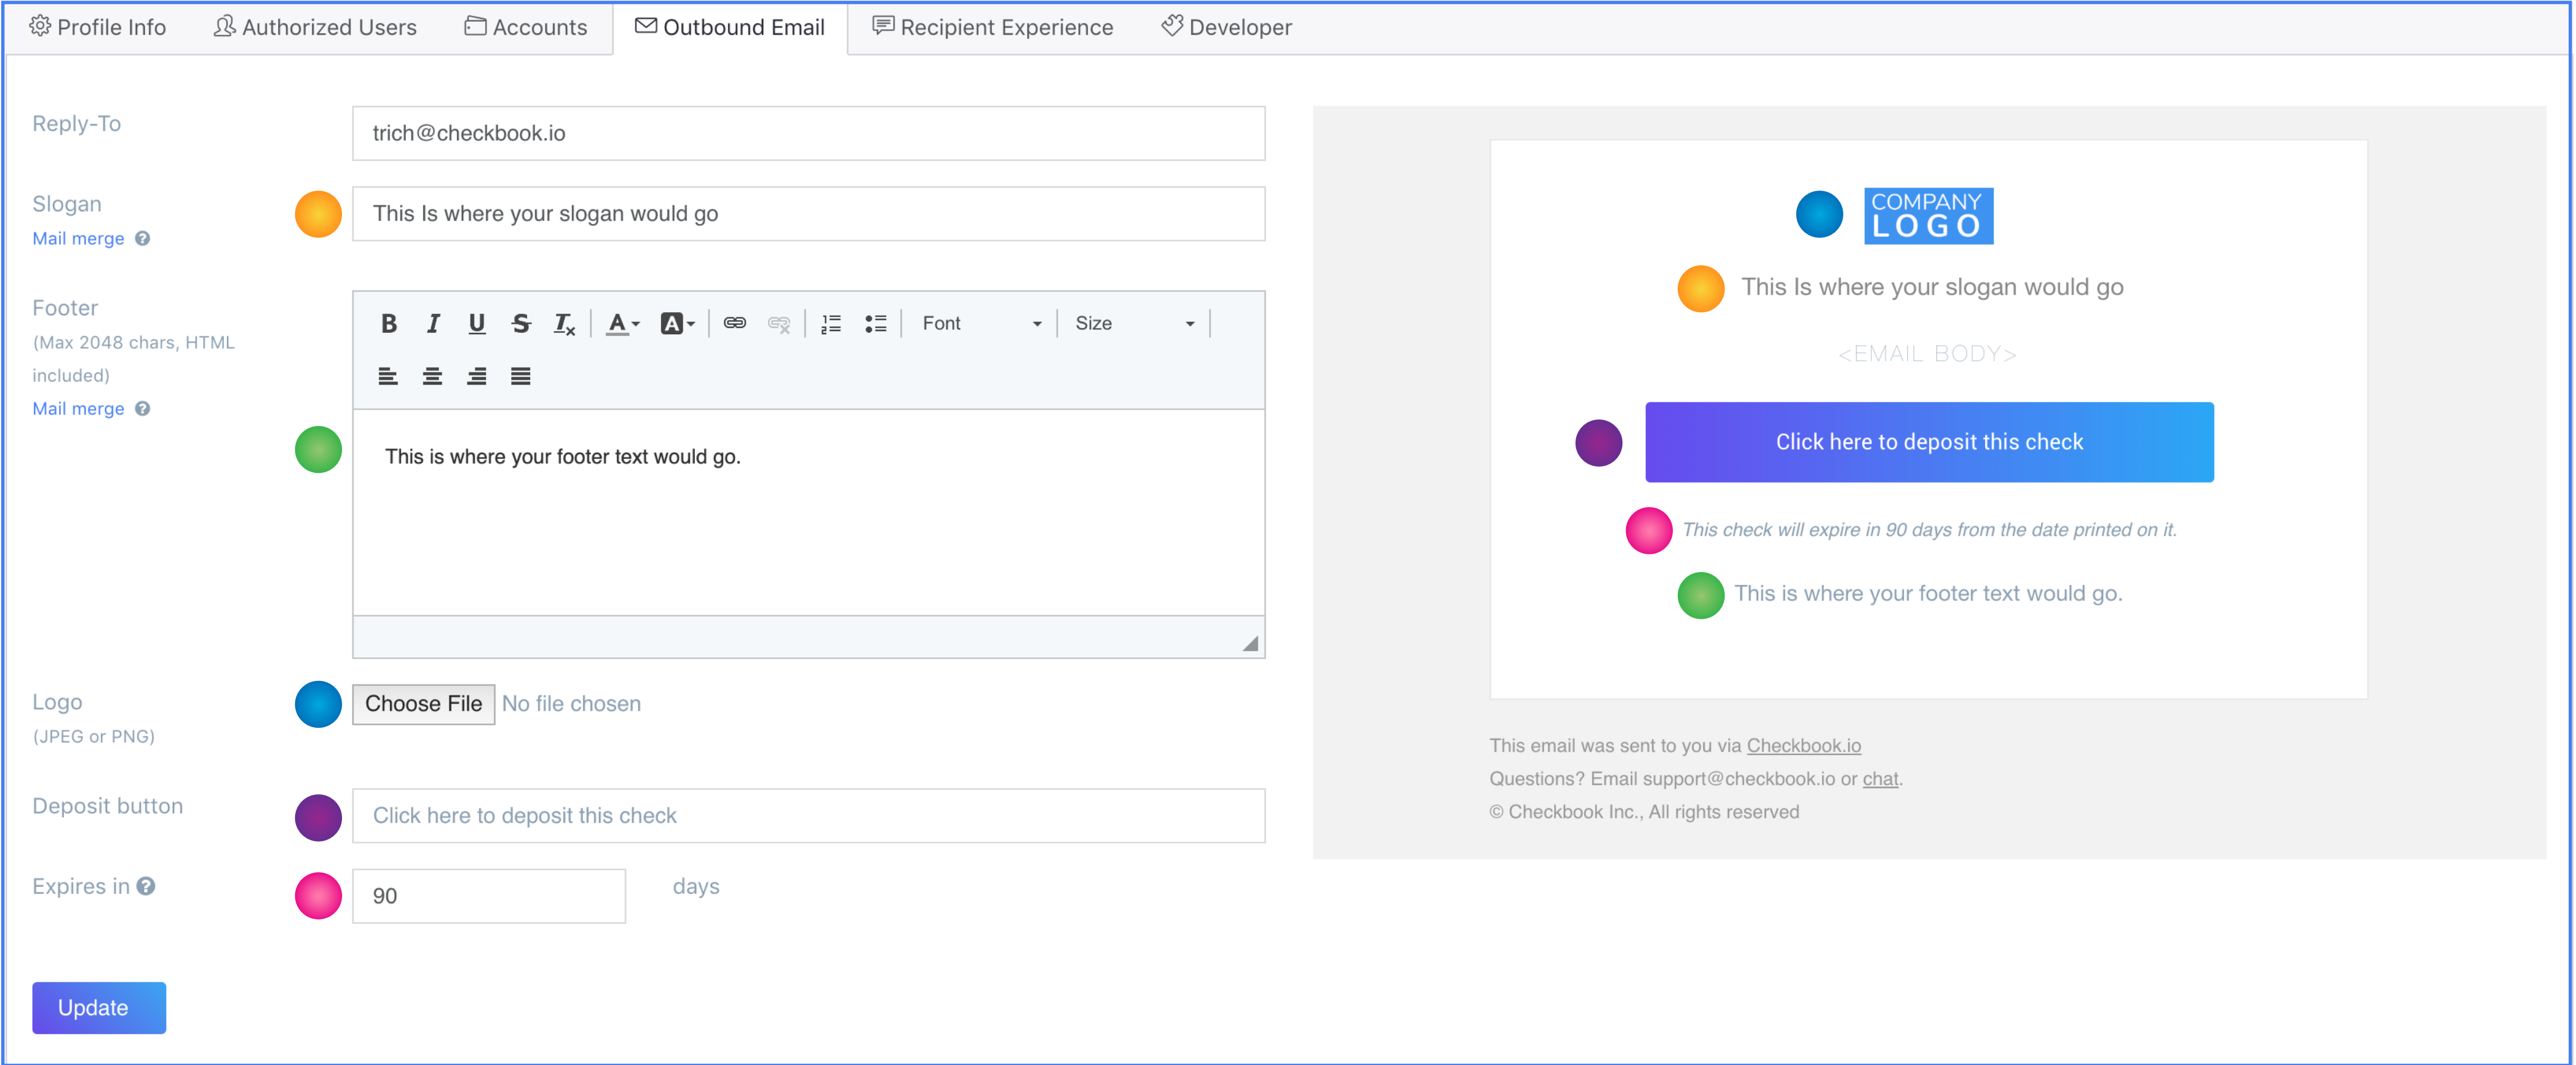 Profile Info
Authorized Users
Accounts
Outbound Email
Recipient Experience
Developer
Reply-To
trich@checkbook.io
Slogan
Mail merge ?
This Is where your slogan would go
Footer
(Max 2048 chars, HTML
included)
Mail merge ?
B I U S Tx A A Font Size
This is where your footer text would go.
Logo
(JPEG or PNG)
Choose File No file chosen
Deposit button
Click here to deposit this check
Expires in ?
90
days
Update
COMPANY
LOGO
This Is where your slogan would go
<EMAIL BODY>
Click here to deposit this check
This check will expire in 90 days from the date printed on it.
This is where your footer text would go.
This email was sent to you via Checkbook.io
Questions? Email support@checkbook.io or chat.
© Checkbook Inc., All rights reserved